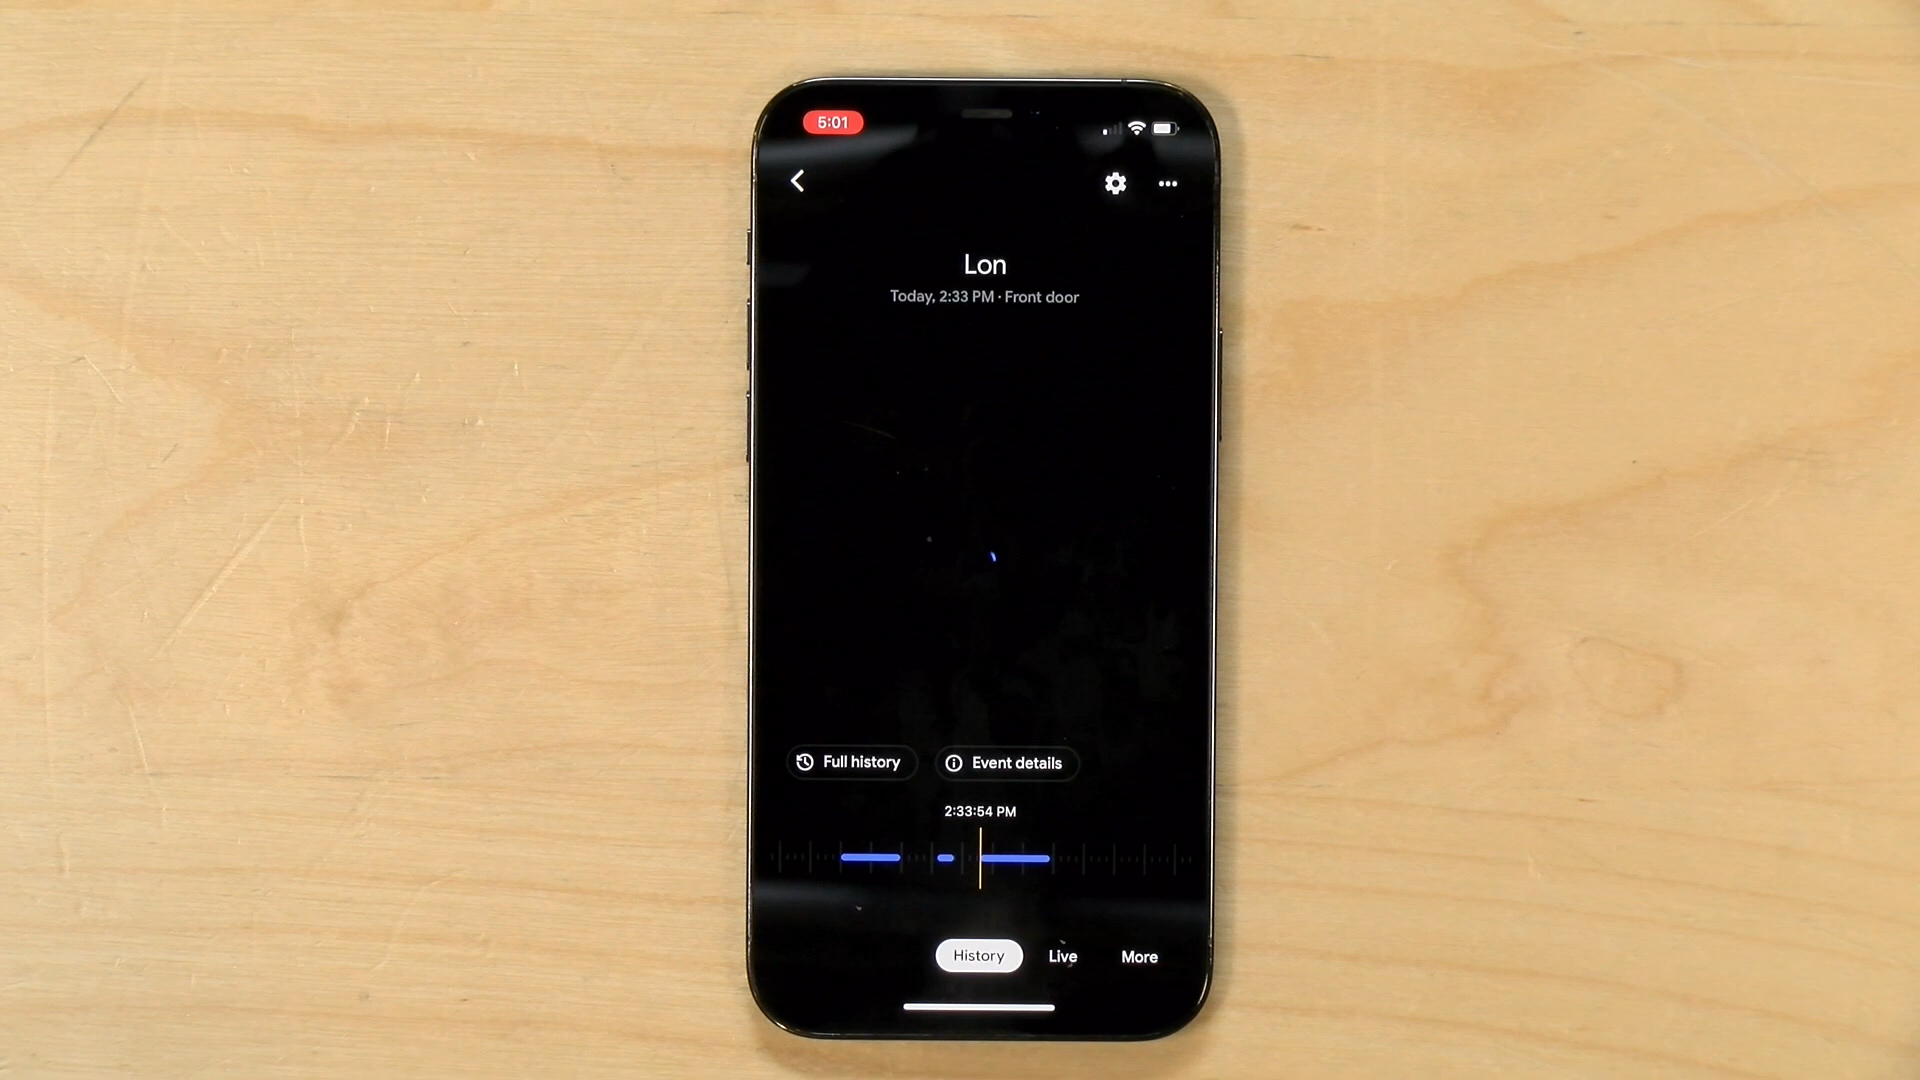 5:01
Lon
Today, 2:33 PM · Front door
Full history
Event details
2:33:54 PM
History
Live
More